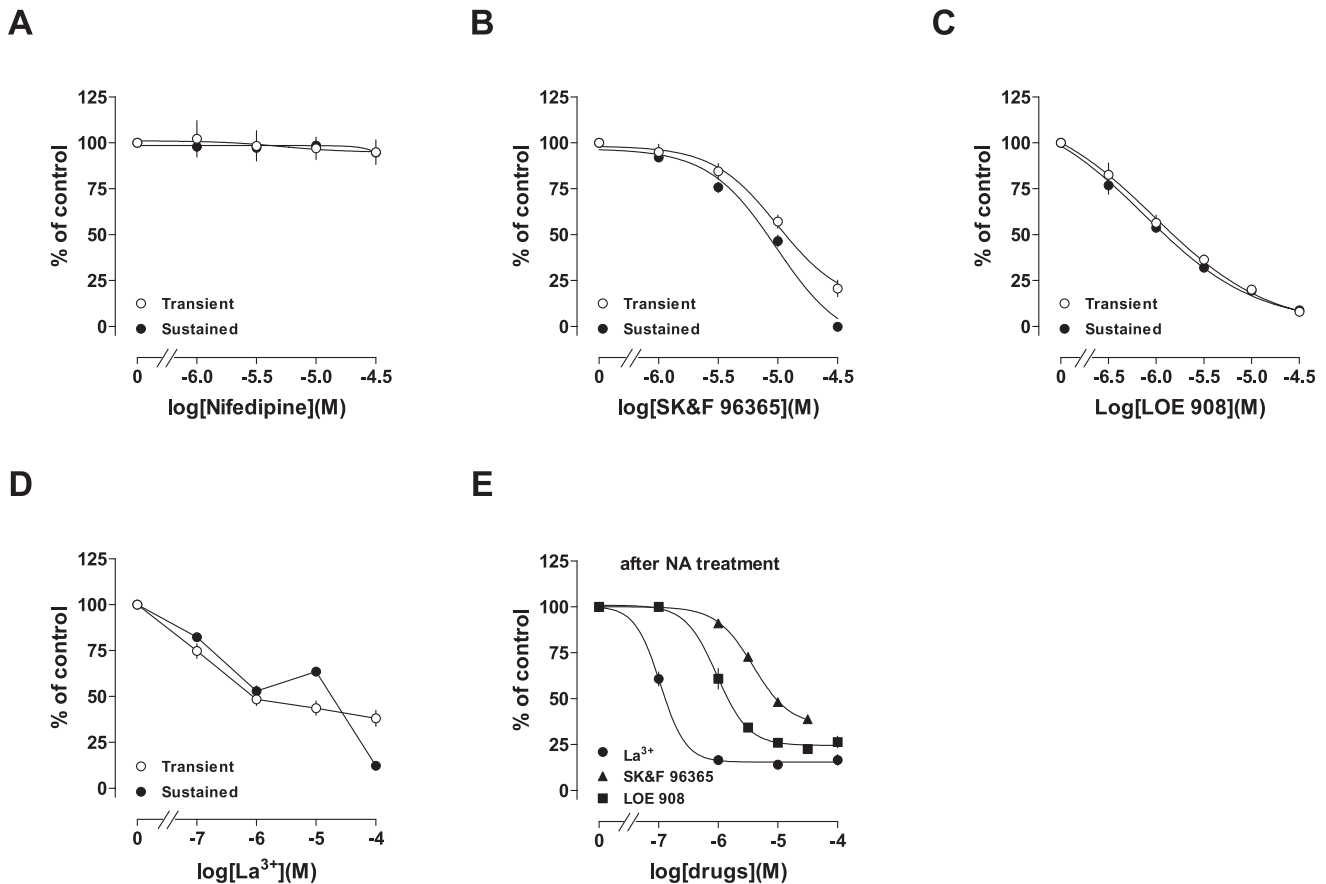 A
125
100
75
50
25
0
% of control
Transient
Sustained
0
-6.0
-5.5
-5.0
-4.5
log[Nifedipine](M)
B
125
100
75
50
25
0
% of control
Transient
Sustained
0
-6.0
-5.5
-5.0
-4.5
log[SK&F 96365](M)
C
125
100
75
50
25
0
% of control
Transient
Sustained
0
-6.5
-6.0
-5.5
-5.0
-4.5
Log[LOE 908](M)
D
125
100
75
50
25
0
% of control
Transient
Sustained
0
-7
-6
-5
-4
log[La³⁺](M)
E
after NA treatment
125
100
75
50
25
0
% of control
La³⁺
SK&F 96365
LOE 908
0
-7
-6
-5
-4
log[drugs](M)